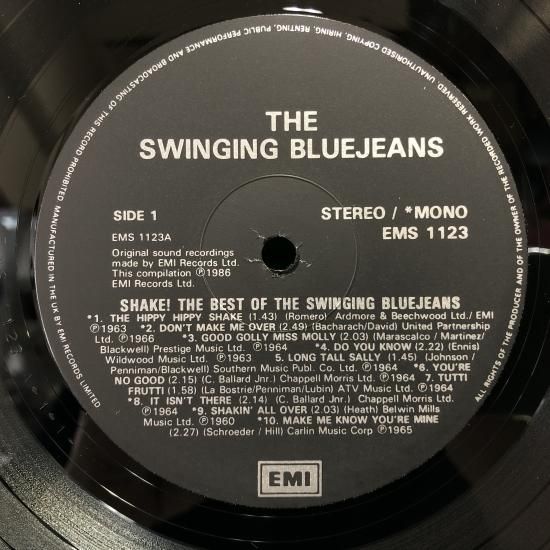 THE
SWINGING BLUEJEANS
SIDE 1
STEREO / *MONO
EMS 1123A
EMS 1123
Original sound recordings
made by EMI Records Ltd.
This compilation ℗1986
EMI Records Ltd.
SHAKE! THE BEST OF THE SWINGING BLUEJEANS
*1. THE HIPPY HIPPY SHAKE (1.43) (Romero) Ardmore & Beechwood Ltd./ EMI
℗1963 *2. DON'T MAKE ME OVER (2.49) (Bacharach/David) United Partnership
Ltd. ℗1966 *3. GOOD GOLLY MISS MOLLY (2.03) (Marascalco / Martinez/
Blackwell) Prestige Music Ltd. ℗1964 *4. DO YOU KNOW (2.22) (Ennis)
Wildwood Music Ltd. ℗1963 5. LONG TALL SALLY (1.45) (Johnson /
Penniman/Blackwell) Southern Music Publ. Co. Ltd. ℗1964 *6. YOU'RE
NO GOOD (2.15) (C. Ballard Jnr.) Chappell Morris Ltd. ℗1964 7. TUTTI
FRUTTI (1.58) (La Bostrie/Penniman/Lubin) ATV Music Ltd. ℗1964
*8. IT ISN'T THERE (2.14) (C. Ballard Jnr.) Chappell Morris Ltd.
℗1964 *9. SHAKIN' ALL OVER (2.03) (Heath) Belwin Mills
Music Ltd. ℗1960 *10. MAKE ME KNOW YOU'RE MINE
(2.27) (Schroeder / Hill) Carlin Music Corp ℗1965
EMI
ALL RIGHTS OF THE PRODUCER AND OF THE OWNER OF THE RECORDED WORK RESERVED. UNAUTHORISED COPYING, HIRING, RENTING, PUBLIC PERFORMANCE AND BROADCASTING OF THIS RECORD PROHIBITED. MANUFACTURED IN THE UK BY EMI RECORDS LIMITED